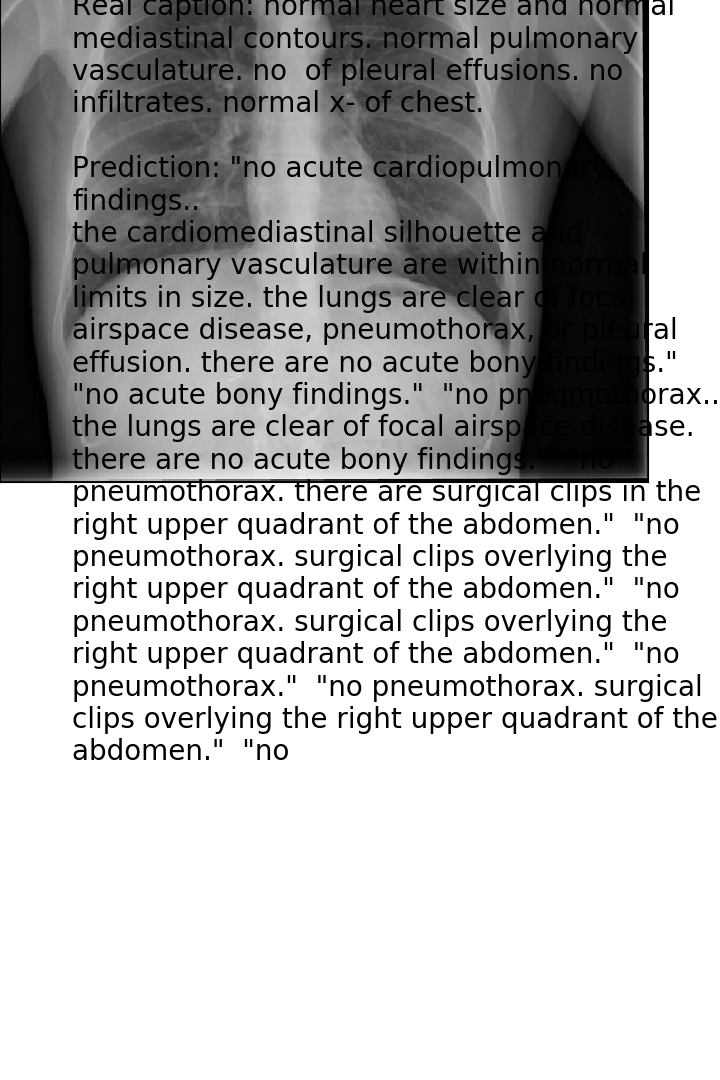 Real caption: normal heart size and normal
mediastinal contours. normal pulmonary
vasculature. no  of pleural effusions. no
infiltrates. normal x- of chest.
Prediction: "no acute cardiopulmonary
findings..
the cardiomediastinal silhouette and
pulmonary vasculature are within normal
limits in size. the lungs are clear of focal
airspace disease, pneumothorax, or pleural
effusion. there are no acute bony findings."
"no acute bony findings."  "no pneumothorax..
the lungs are clear of focal airspace disease.
there are no acute bony findings."  "no
pneumothorax. there are surgical clips in the
right upper quadrant of the abdomen."  "no
pneumothorax. surgical clips overlying the
right upper quadrant of the abdomen."  "no
pneumothorax. surgical clips overlying the
right upper quadrant of the abdomen."  "no
pneumothorax."  "no pneumothorax. surgical
clips overlying the right upper quadrant of the
abdomen."  "no